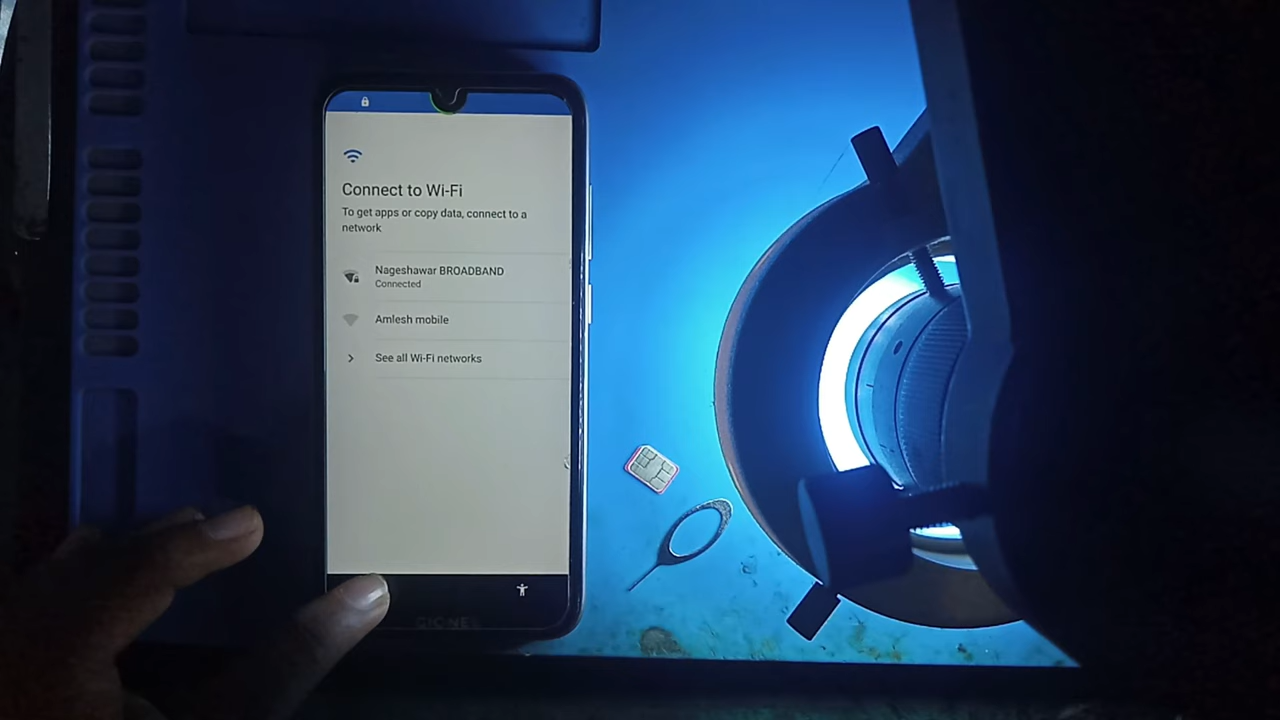 Connect to Wi-Fi
To get apps or copy data, connect to a
network
Nageshawar BROADBAND
Connected
Amlesh mobile
See all Wi-Fi networks
GIONEE